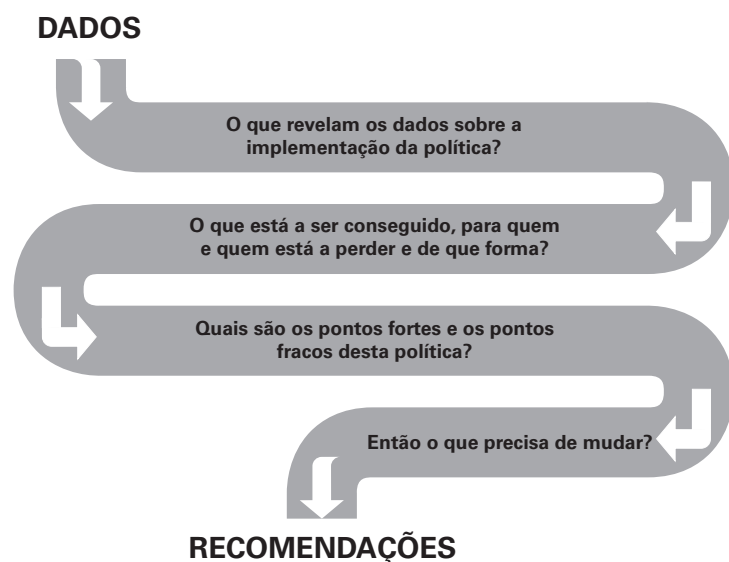 DADOS
O que revelam os dados sobre a
implementação da política?
O que está a ser conseguido, para quem
e quem está a perder e de que forma?
Quais são os pontos fortes e os pontos
fracos desta política?
Então o que precisa de mudar?
RECOMENDAÇÕES